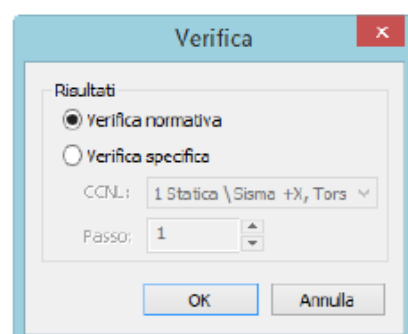 Verifica
Risultati
Verifica normativa
Verifica specifica
CCNL: 1 Statica \ Sisma +X, Tors
Passo: 1
OK Annulla